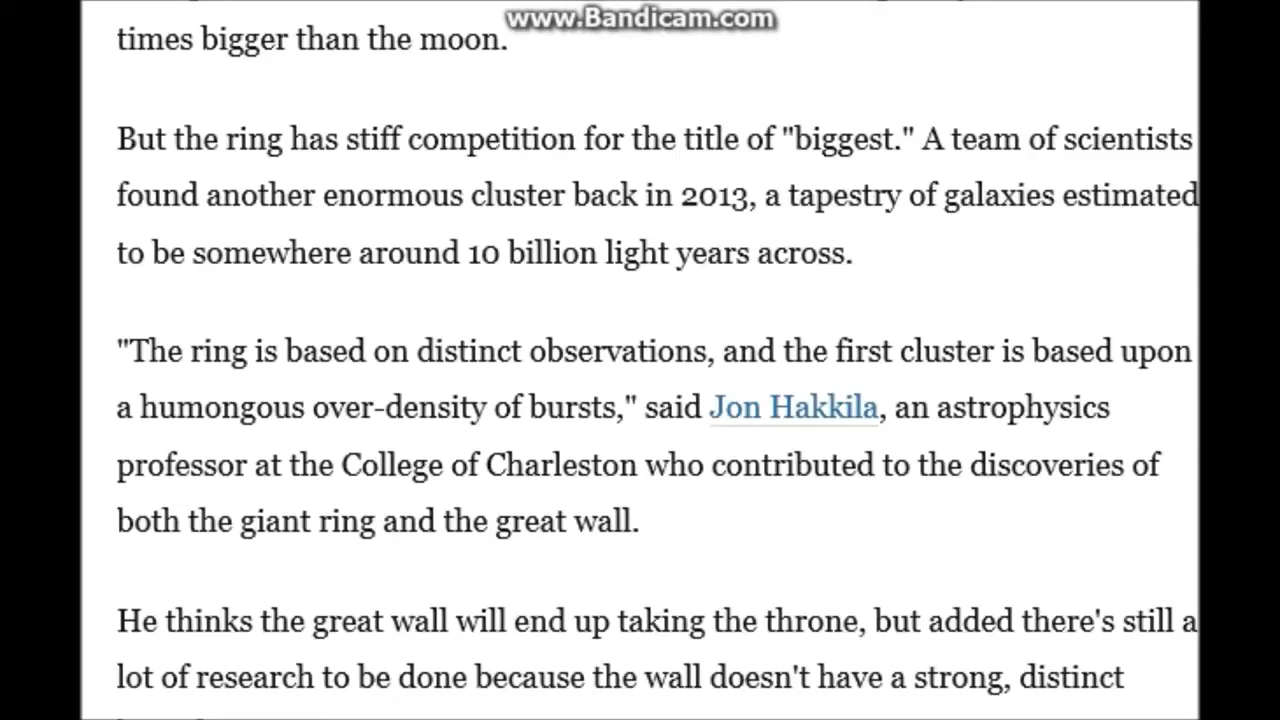 www.Bandicam.com
times bigger than the moon.
But the ring has stiff competition for the title of "biggest." A team of scientists
found another enormous cluster back in 2013, a tapestry of galaxies estimated
to be somewhere around 10 billion light years across.
"The ring is based on distinct observations, and the first cluster is based upon
a humongous over-density of bursts," said Jon Hakkila, an astrophysics
professor at the College of Charleston who contributed to the discoveries of
both the giant ring and the great wall.
He thinks the great wall will end up taking the throne, but added there's still a
lot of research to be done because the wall doesn't have a strong, distinct